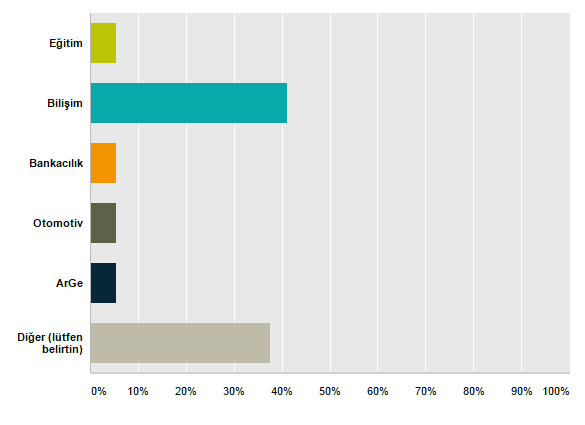 Eğitim
Bilişim
Bankacılık
Otomotiv
ArGe
Diğer (lütfen
belirtin)
0% 10% 20% 30% 40% 50% 60% 70% 80% 90% 100%